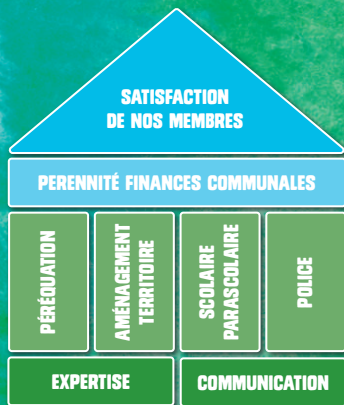 SATISFACTION
DE NOS MEMBRES
PERENNITÉ FINANCES COMMUNALES
PÉRÉQUATION
AMÉNAGEMENT
TERRITOIRE
SCOLAIRE
PARASCOLAIRE
POLICE
EXPERTISE
COMMUNICATION